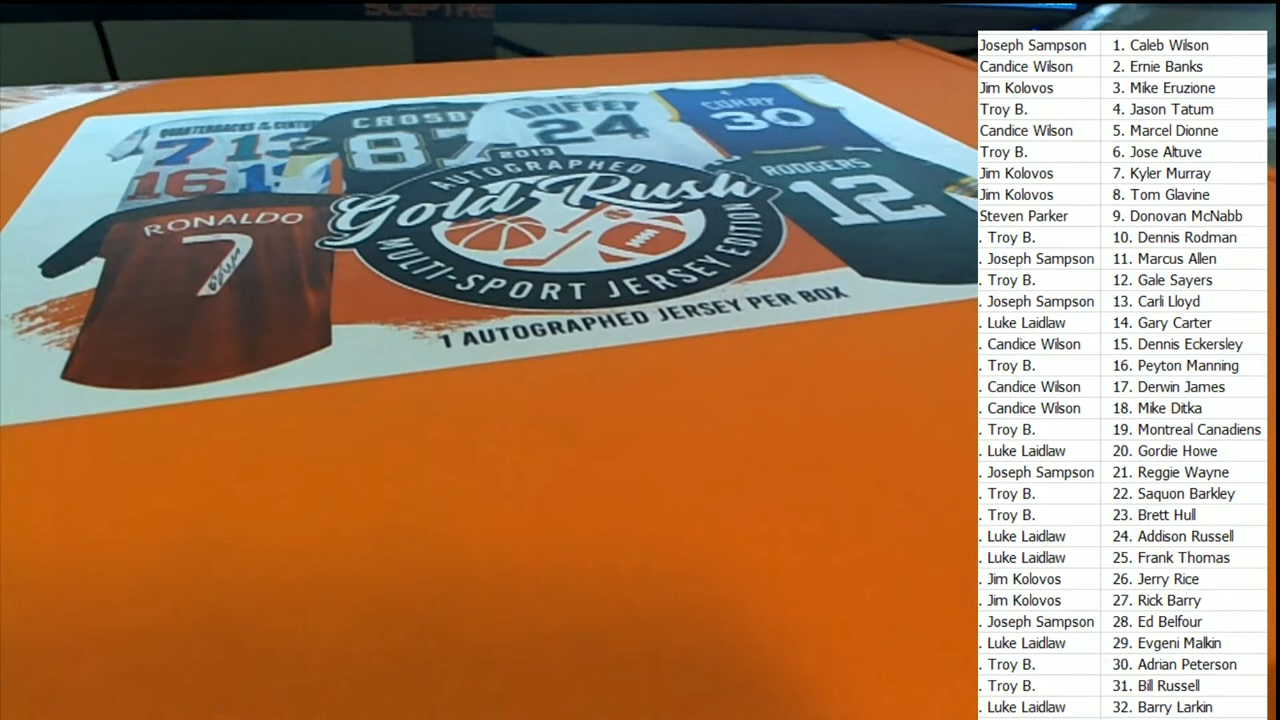 SCEPTRE
QUARTERBACKS OF THE CENTURY
7 13
16
CROSBY
87
GRIFFEY
24
CURRY
30
RODGERS
12
RONALDO
7
2019
AUTOGRAPHED
Gold Rush
MULTI-SPORT JERSEY EDITION
1 AUTOGRAPHED JERSEY PER BOX
Joseph Sampson 1. Caleb Wilson
Candice Wilson 2. Ernie Banks
Jim Kolovos 3. Mike Eruzione
Troy B. 4. Jason Tatum
Candice Wilson 5. Marcel Dionne
Troy B. 6. Jose Altuve
Jim Kolovos 7. Kyler Murray
Jim Kolovos 8. Tom Glavine
Steven Parker 9. Donovan McNabb
. Troy B. 10. Dennis Rodman
. Joseph Sampson 11. Marcus Allen
. Troy B. 12. Gale Sayers
. Joseph Sampson 13. Carli Lloyd
. Luke Laidlaw 14. Gary Carter
. Candice Wilson 15. Dennis Eckersley
. Troy B. 16. Peyton Manning
. Candice Wilson 17. Derwin James
. Candice Wilson 18. Mike Ditka
. Troy B. 19. Montreal Canadiens
. Luke Laidlaw 20. Gordie Howe
. Joseph Sampson 21. Reggie Wayne
. Troy B. 22. Saquon Barkley
. Troy B. 23. Brett Hull
. Luke Laidlaw 24. Addison Russell
. Luke Laidlaw 25. Frank Thomas
. Jim Kolovos 26. Jerry Rice
. Jim Kolovos 27. Rick Barry
. Joseph Sampson 28. Ed Belfour
. Luke Laidlaw 29. Evgeni Malkin
. Troy B. 30. Adrian Peterson
. Troy B. 31. Bill Russell
. Luke Laidlaw 32. Barry Larkin